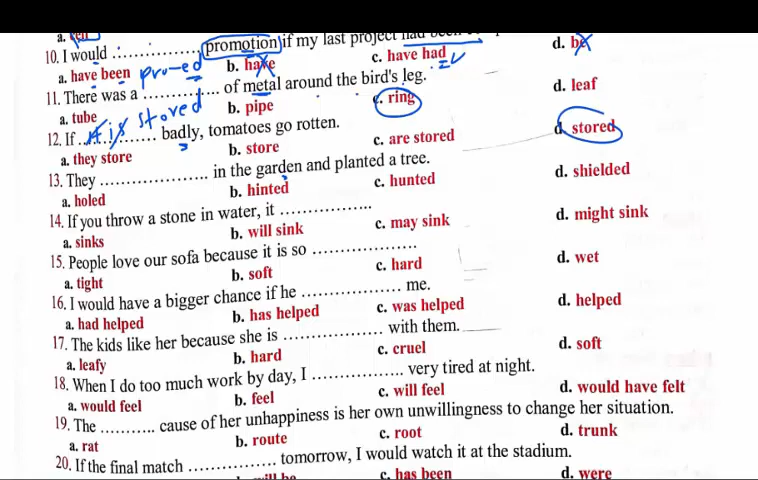 10. I would .................. promotion if my last project had been
a. have been b. have c. have had d. be
pro-ed
11. There was a .................. of metal around the bird's leg.
a. tube b. pipe c. ring d. leaf
it is stored
12. If .................. badly, tomatoes go rotten.
a. they store b. store c. are stored d. stored
13. They .................. in the garden and planted a tree.
a. holed b. hinted c. hunted d. shielded
14. If you throw a stone in water, it ..................
a. sinks b. will sink c. may sink d. might sink
15. People love our sofa because it is so ..................
a. tight b. soft c. hard d. wet
16. I would have a bigger chance if he .................. me.
a. had helped b. has helped c. was helped d. helped
17. The kids like her because she is .................. with them.
a. leafy b. hard c. cruel d. soft
18. When I do too much work by day, I .................. very tired at night.
a. would feel b. feel c. will feel d. would have felt
19. The ........... cause of her unhappiness is her own unwillingness to change her situation.
a. rat b. route c. root d. trunk
20. If the final match .................. tomorrow, I would watch it at the stadium.
will be c. has been d. were